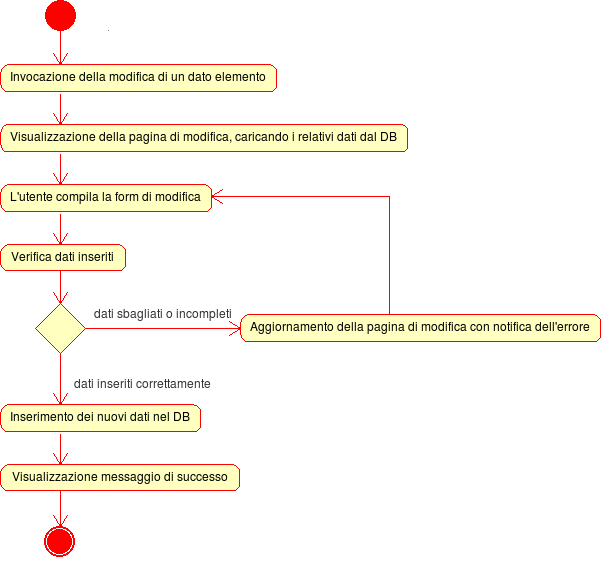 Invocazione della modifica di un dato elemento
Visualizzazione della pagina di modifica, caricando i relativi dati dal DB
L'utente compila la form di modifica
Verifica dati inseriti
dati sbagliati o incompleti
Aggiornamento della pagina di modifica con notifica dell'errore
dati inseriti correttamente
Inserimento dei nuovi dati nel DB
Visualizzazione messaggio di successo